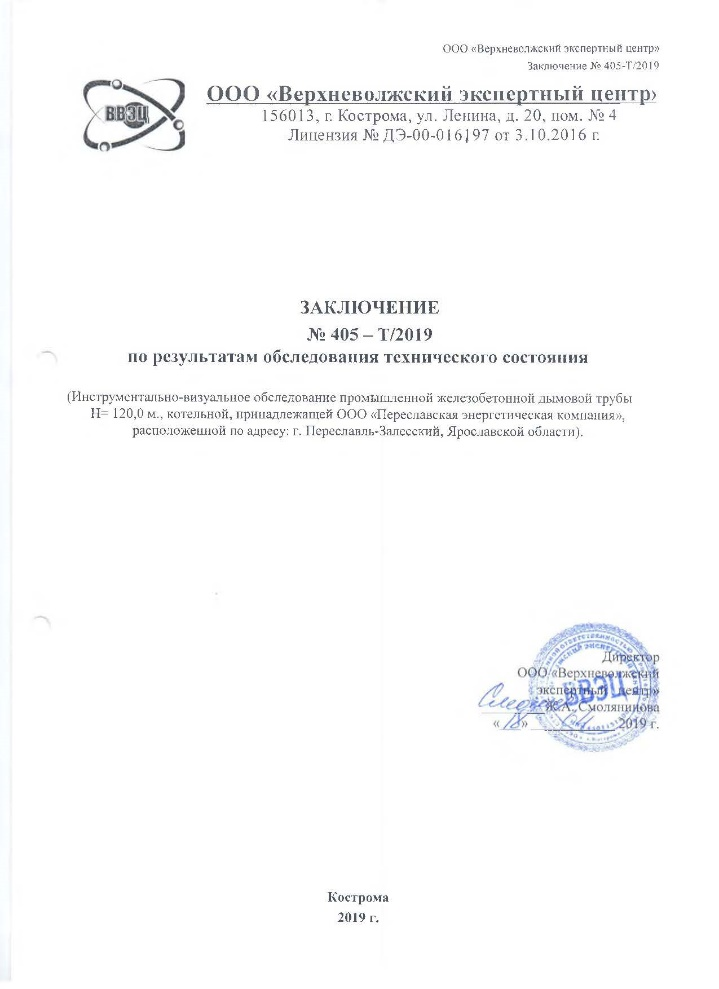 ООО «Верхневолжский экспертный центр»
Заключение № 405-Т/2019
ВВЭЦ
ООО «Верхневолжский экспертный центр»
156013, г. Кострома, ул. Ленина, д. 20, пом. № 4
Лицензия № ДЭ-00-016197 от 3.10.2016 г.
ЗАКЛЮЧЕНИЕ
№ 405 – Т/2019
по результатам обследования технического состояния
(Инструментально-визуальное обследование промышленной железобетонной дымовой трубы
Н= 120,0 м., котельной, принадлежащей ООО «Переславская энергетическая компания»,
расположенной по адресу: г. Переславль-Залесский, Ярославской области).
Директор
ООО «Верхневолжский
экспертный центр»
А. Смолянинова
« 18 » 04 2019 г.
ВВЭЦ
Кострома
2019 г.